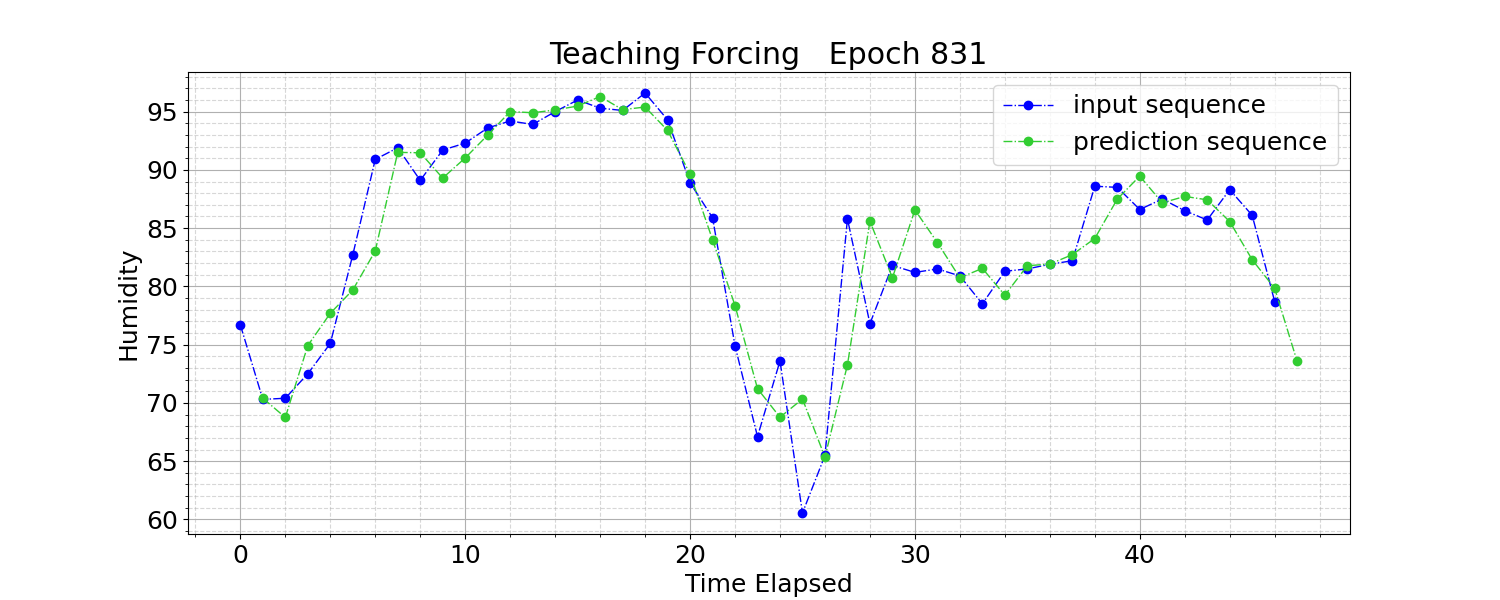 Teaching Forcing   Epoch 831
input sequence
prediction sequence
95
90
85
80
75
70
65
60
Humidity
0 10 20 30 40
Time Elapsed